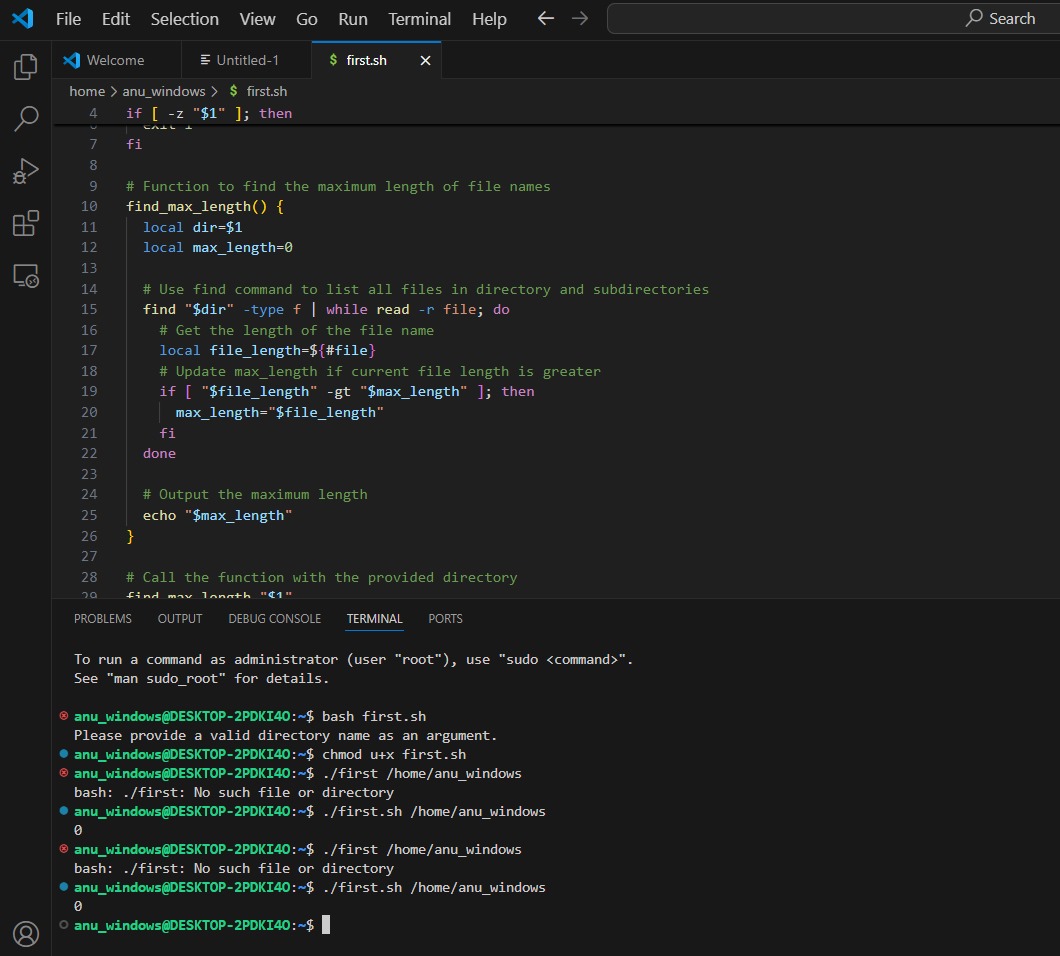 File Edit Selection View Go Run Terminal Help Search
Welcome Untitled-1 $ first.sh
home > anu_windows > $ first.sh
4 if [ -z "$1" ]; then
6 exit 1
7 fi
8
9 # Function to find the maximum length of file names
10 find_max_length() {
11 local dir=$1
12 local max_length=0
13
14 # Use find command to list all files in directory and subdirectories
15 find "$dir" -type f | while read -r file; do
16 # Get the length of the file name
17 local file_length=${#file}
18 # Update max_length if current file length is greater
19 if [ "$file_length" -gt "$max_length" ]; then
20 max_length="$file_length"
21 fi
22 done
23
24 # Output the maximum length
25 echo "$max_length"
26 }
27
28 # Call the function with the provided directory
29 find_max_length "$1"
PROBLEMS OUTPUT DEBUG CONSOLE TERMINAL PORTS
To run a command as administrator (user "root"), use "sudo <command>".
See "man sudo_root" for details.
anu_windows@DESKTOP-2PDKI4O:~$ bash first.sh
Please provide a valid directory name as an argument.
anu_windows@DESKTOP-2PDKI4O:~$ chmod u+x first.sh
anu_windows@DESKTOP-2PDKI4O:~$ ./first /home/anu_windows
bash: ./first: No such file or directory
anu_windows@DESKTOP-2PDKI4O:~$ ./first.sh /home/anu_windows
0
anu_windows@DESKTOP-2PDKI4O:~$ ./first /home/anu_windows
bash: ./first: No such file or directory
anu_windows@DESKTOP-2PDKI4O:~$ ./first.sh /home/anu_windows
0
anu_windows@DESKTOP-2PDKI4O:~$